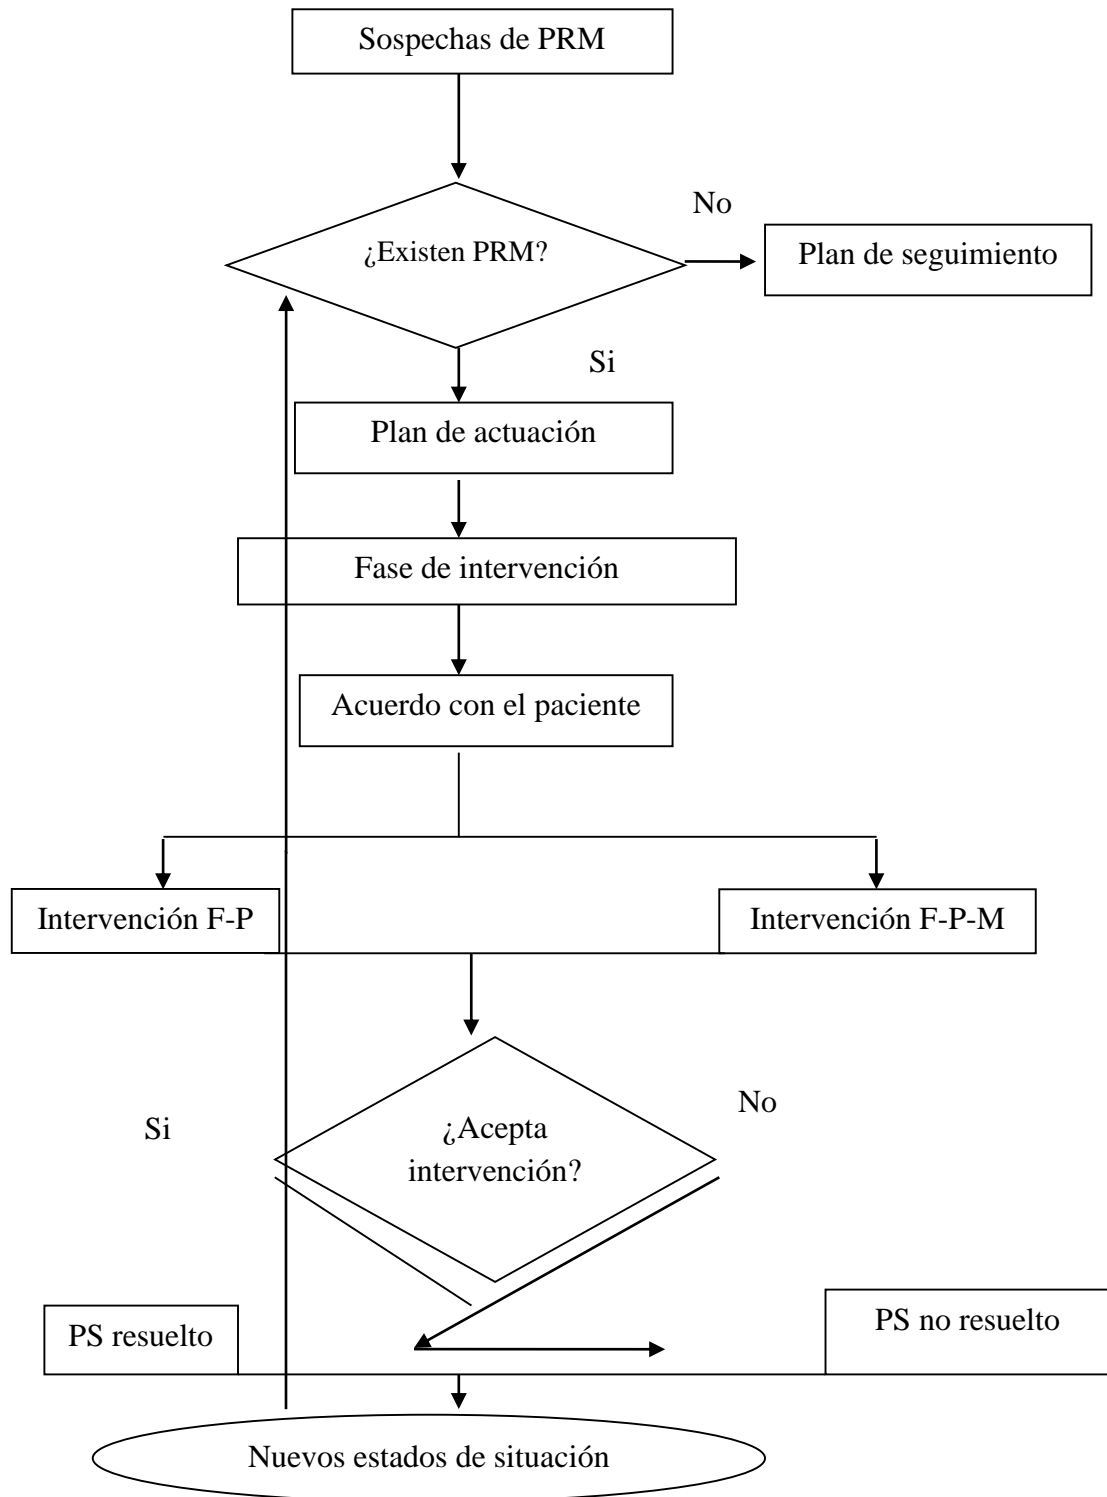 Sospechas de PRM
No
¿Existen PRM?
Plan de seguimiento
Si
Plan de actuación
Fase de intervención
Acuerdo con el paciente
Intervención F-P
Intervención F-P-M
No
Si
¿Acepta
intervención?
PS resuelto
PS no resuelto
Nuevos estados de situación